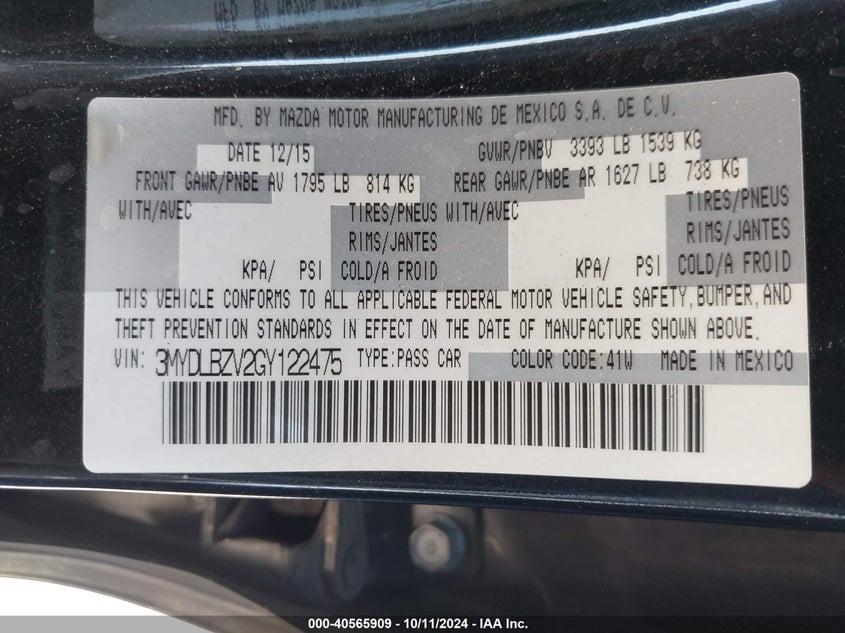 MFD. BY MAZDA MOTOR MANUFACTURING DE MEXICO S.A. DE C.V.
DATE 12/15 GVWR/PNBV 3393 LB 1539 KG
FRONT GAWR/PNBE AV 1795 LB 814 KG REAR GAWR/PNBE AR 1627 LB 738 KG
WITH/AVEC TIRES/PNEUS WITH/AVEC TIRES/PNEUS
RIMS/JANTES RIMS/JANTES
KPA/ PSI COLD/A FROID KPA/ PSI COLD/A FROID
THIS VEHICLE CONFORMS TO ALL APPLICABLE FEDERAL MOTOR VEHICLE SAFETY, BUMPER, AND
THEFT PREVENTION STANDARDS IN EFFECT ON THE DATE OF MANUFACTURE SHOWN ABOVE.
VIN: 3MYDLBZV2GY122475 TYPE:PASS CAR COLOR CODE:41W MADE IN MEXICO
000-40565909 - 10/11/2024 - IAA Inc.